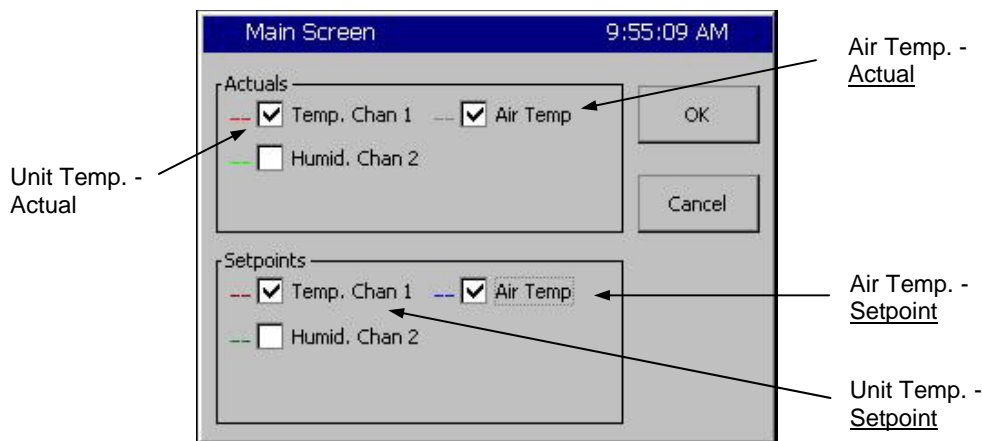 Main Screen 9:55:09 AM
Air Temp. -
Actual
Actuals
Temp. Chan 1 Air Temp
OK
Humid. Chan 2
Unit Temp. -
Actual
Cancel
Setpoints
Temp. Chan 1 Air Temp
Air Temp. -
Setpoint
Humid. Chan 2
Unit Temp. -
Setpoint